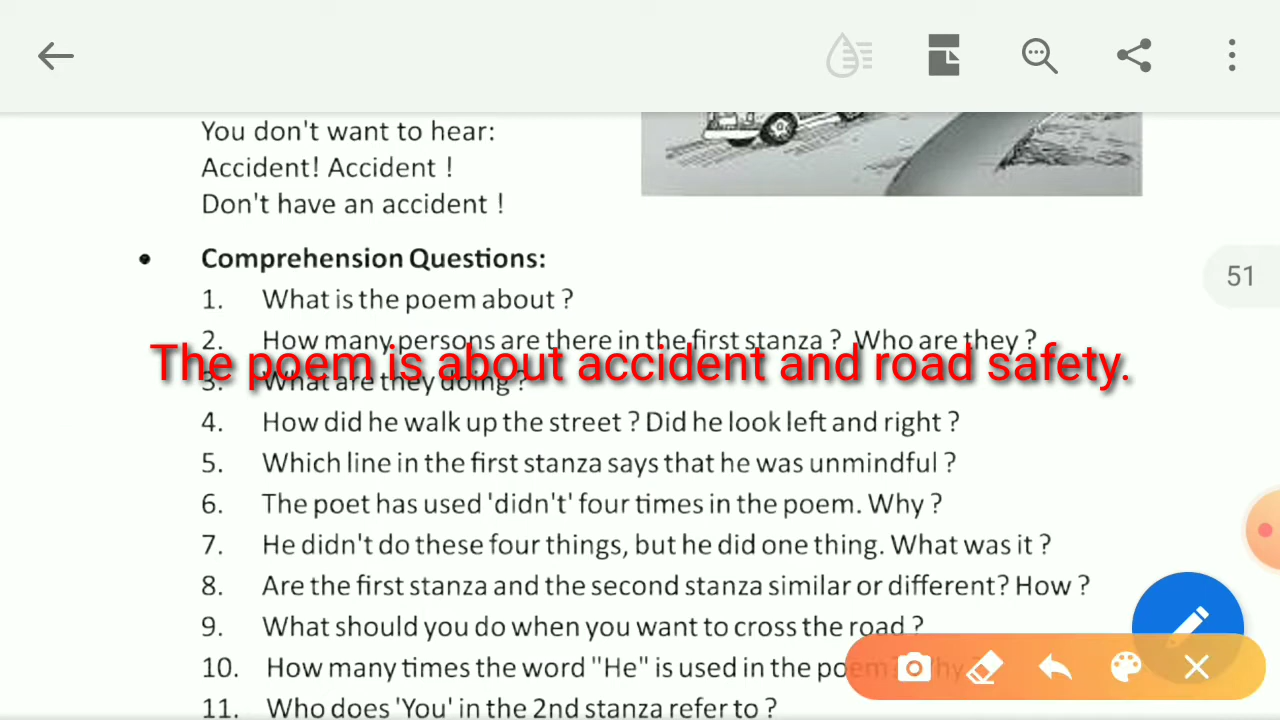 You don't want to hear:
Accident! Accident !
Don't have an accident !
51
• Comprehension Questions:
1. What is the poem about ?
2. How many persons are there in the first stanza ? Who are they ?
The poem is about accident and road safety.
3. What are they doing ?
4. How did he walk up the street ? Did he look left and right ?
5. Which line in the first stanza says that he was unmindful ?
6. The poet has used 'didn't' four times in the poem. Why ?
7. He didn't do these four things, but he did one thing. What was it ?
8. Are the first stanza and the second stanza similar or different? How ?
9. What should you do when you want to cross the road ?
10. How many times the word "He" is used in the poem? Why ?
11. Who does 'You' in the 2nd stanza refer to ?